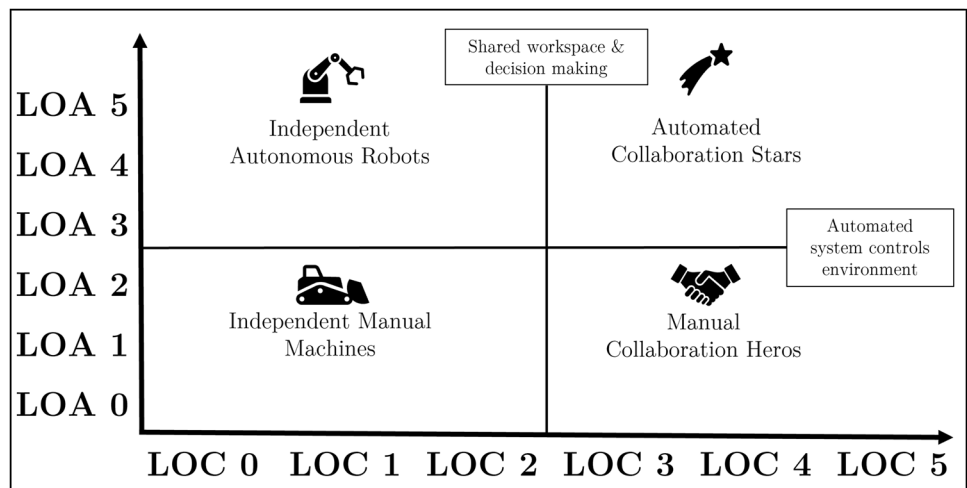 Shared workspace &
decision making
LOA 5
LOA 4
LOA 3
LOA 2
LOA 1
LOA 0
Independent
Autonomous Robots
Automated
Collaboration Stars
Automated
system controls
environment
Independent Manual
Machines
Manual
Collaboration Heros
LOC 0
LOC 1
LOC 2
LOC 3
LOC 4
LOC 5